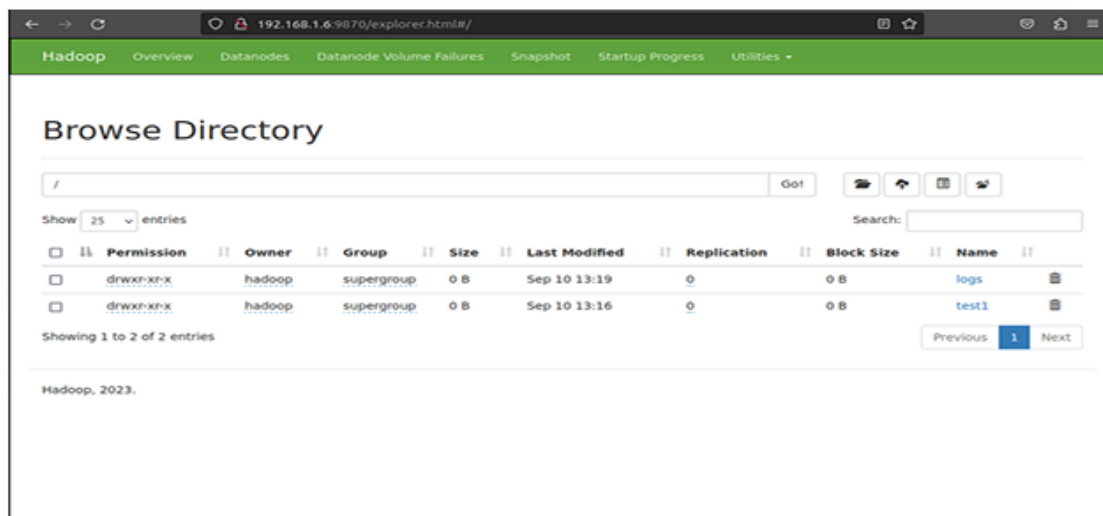 192.168.1.6:9870/explorer.html#/
Hadoop Overview Datanodes Datanode Volume Failures Snapshot Startup Progress Utilities
Browse Directory
/ Go!
Show 25 entries Search:
Permission Owner Group Size Last Modified Replication Block Size Name
drwxr-xr-x hadoop supergroup 0 B Sep 10 13:19 0 0 B logs
drwxr-xr-x hadoop supergroup 0 B Sep 10 13:16 0 0 B test1
Showing 1 to 2 of 2 entries Previous 1 Next
Hadoop, 2023.